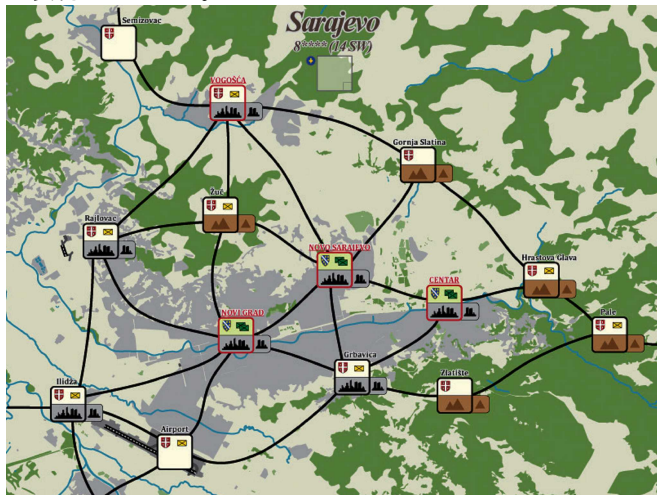 Sarajevo
8**** (14 SW)
Semizovac
VOGOŠĆA
Gornja Slatina
Žuč
Rajlovac
NOVO SARAJEVO
Hrastova Glava
CENTAR
Pale
NOVI GRAD
Grbavica
Zlatište
Ilidža
Airport